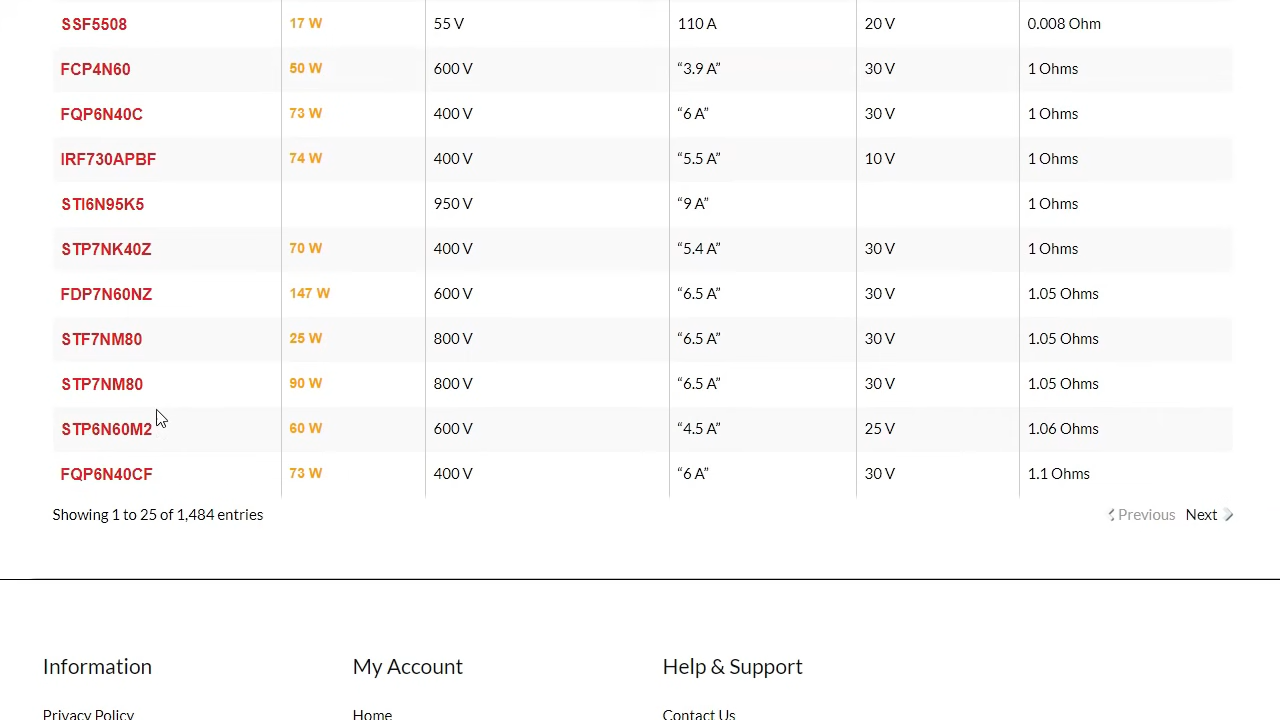 SSF5508 17 W 55 V 110 A 20 V 0.008 Ohm
FCP4N60 50 W 600 V “3.9 A” 30 V 1 Ohms
FQP6N40C 73 W 400 V “6 A” 30 V 1 Ohms
IRF730APBF 74 W 400 V “5.5 A” 10 V 1 Ohms
STI6N95K5 950 V “9 A” 1 Ohms
STP7NK40Z 70 W 400 V “5.4 A” 30 V 1 Ohms
FDP7N60NZ 147 W 600 V “6.5 A” 30 V 1.05 Ohms
STF7NM80 25 W 800 V “6.5 A” 30 V 1.05 Ohms
STP7NM80 90 W 800 V “6.5 A” 30 V 1.05 Ohms
STP6N60M2 60 W 600 V “4.5 A” 25 V 1.06 Ohms
FQP6N40CF 73 W 400 V “6 A” 30 V 1.1 Ohms
Showing 1 to 25 of 1,484 entries Previous Next
Information My Account Help & Support
Privacy Policy Home Contact Us